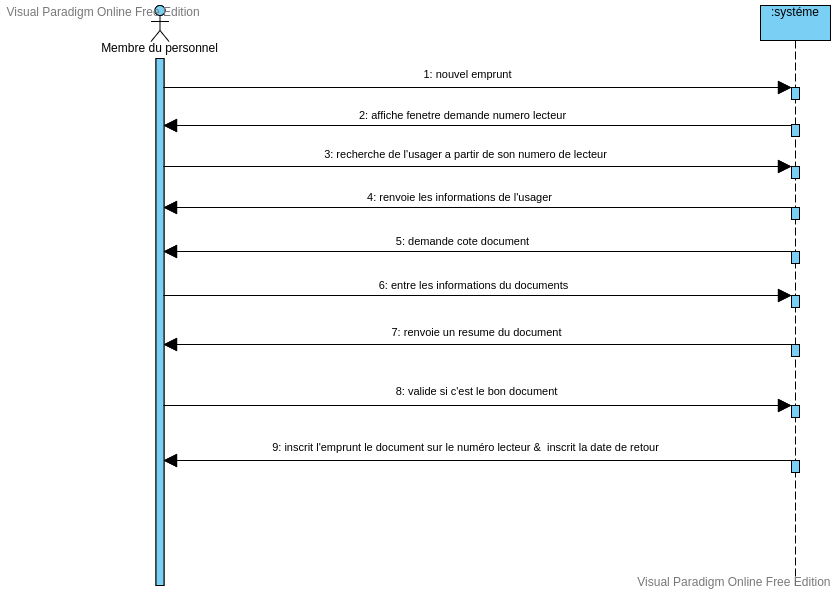 Visual Paradigm Online Free Edition
:systéme
Membre du personnel
1: nouvel emprunt
2: affiche fenetre demande numero lecteur
3: recherche de l'usager a partir de son numero de lecteur
4: renvoie les informations de l'usager
5: demande cote document
6: entre les informations du documents
7: renvoie un resume du document
8: valide si c'est le bon document
9: inscrit l'emprunt le document sur le numéro lecteur &  inscrit la date de retour
Visual Paradigm Online Free Edition